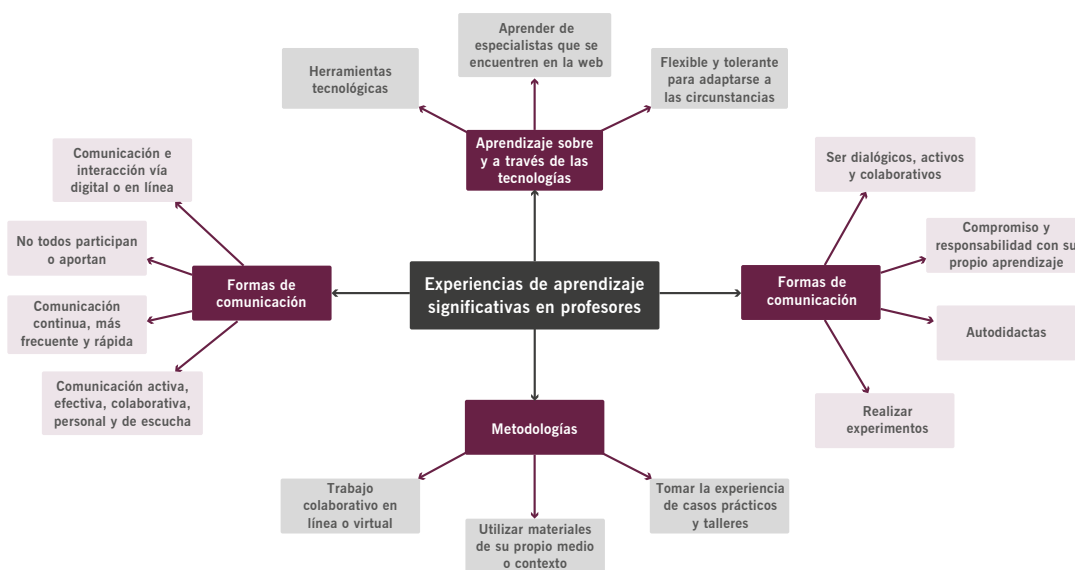 Aprender de
especialistas que se
encuentren en la web
Herramientas
tecnológicas
Flexible y tolerante
para adaptarse a
las circunstancias
Aprendizaje sobre
y a través de las
tecnologías
Comunicación e
interacción vía
digital o en línea
No todos participan
o aportan
Comunicación
continua, más
frecuente y rápida
Comunicación activa,
efectiva, colaborativa,
personal y de escucha
Formas de
comunicación
Experiencias de aprendizaje
significativas en profesores
Formas de
comunicación
Ser dialógicos, activos
y colaborativos
Compromiso y
responsabilidad con su
propio aprendizaje
Autodidactas
Realizar
experimentos
Metodologías
Trabajo
colaborativo en
línea o virtual
Utilizar materiales
de su propio medio
o contexto
Tomar la experiencia
de casos prácticos
y talleres